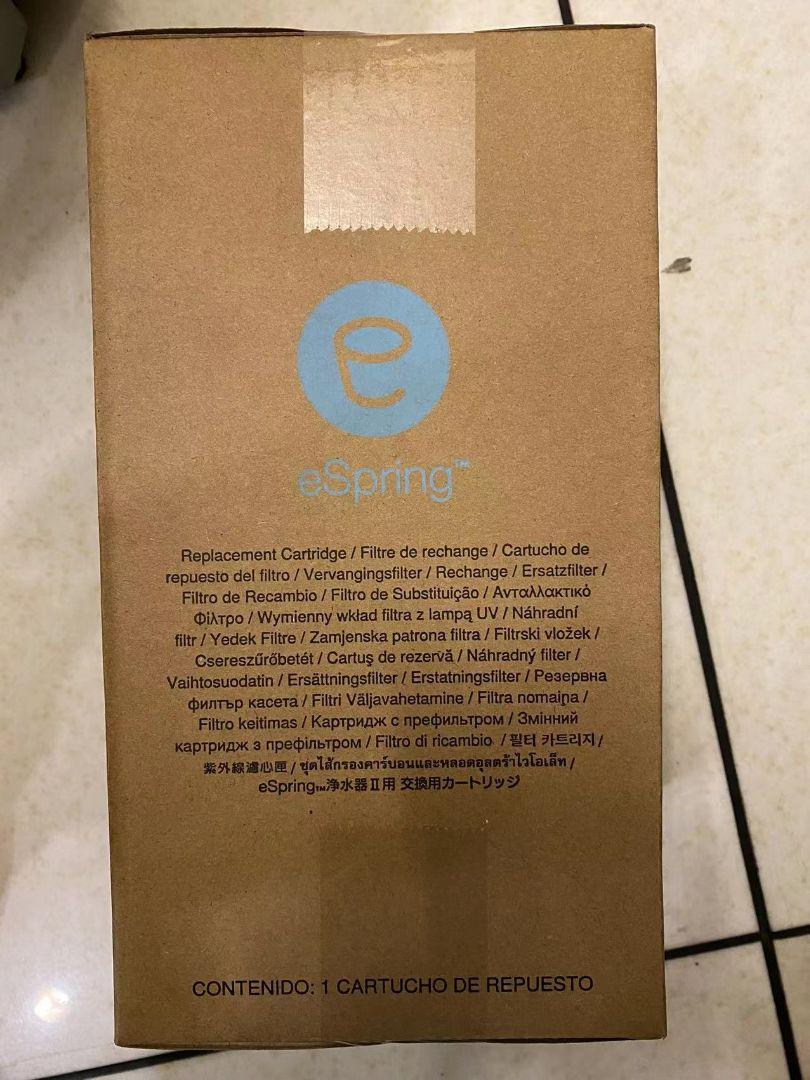 eSpring™
Replacement Cartridge / Filtre de rechange / Cartucho de
repuesto del filtro / Vervangingsfilter / Rechange / Ersatzfilter /
Filtro de Recambio / Filtro de Substituição / Ανταλλακτικό
Φίλτρο / Wymienny wkład filtra z lampą UV / Náhradní
filtr / Yedek Filtre / Zamjenska patrona filtra / Filtrski vložek /
Csereszűrőbetét / Cartuş de rezervă / Náhradný filter /
Vaihtosuodatin / Ersättningsfilter / Erstatningsfilter / Резервна
филтър касета / Filtri Väljavahetamine / Filtra nomaiņa /
Filtro keitimas / Картридж с префильтром / Змінний
картридж з префільтром / Filtro di ricambio / 필터 카트리지 /
紫外線濾心匣 / ชุดไส้กรองคาร์บอนและหลอดอุลตร้าไวโอเล็ท /
eSpring™浄水器Ⅱ用 交換用カートリッジ
CONTENIDO: 1 CARTUCHO DE REPUESTO